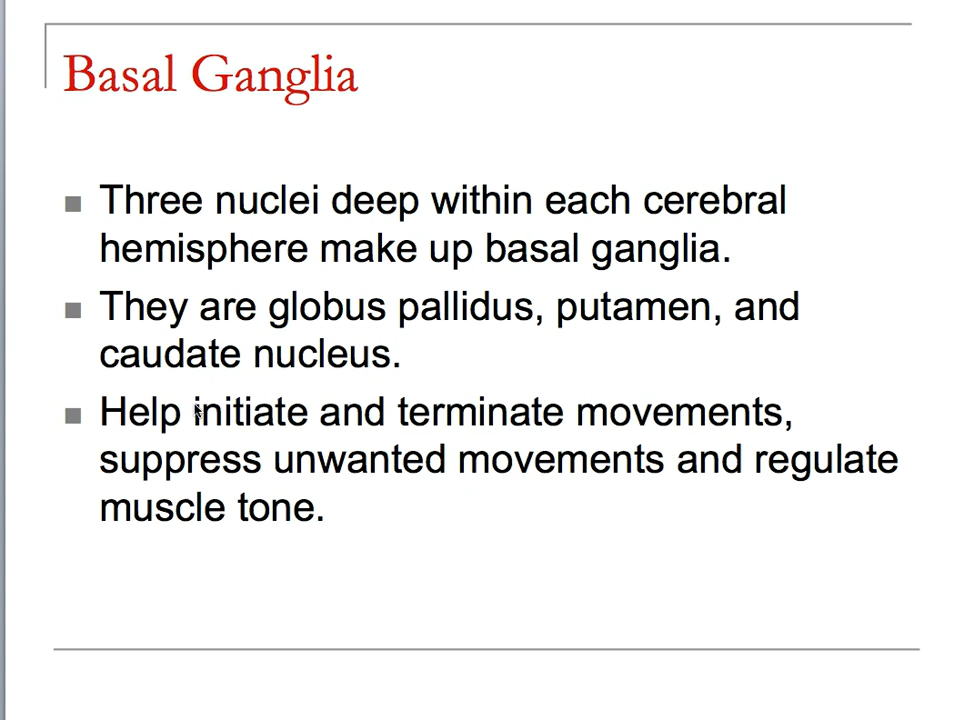 Basal Ganglia
Three nuclei deep within each cerebral
hemisphere make up basal ganglia.
They are globus pallidus, putamen, and
caudate nucleus.
Help initiate and terminate movements,
suppress unwanted movements and regulate
muscle tone.